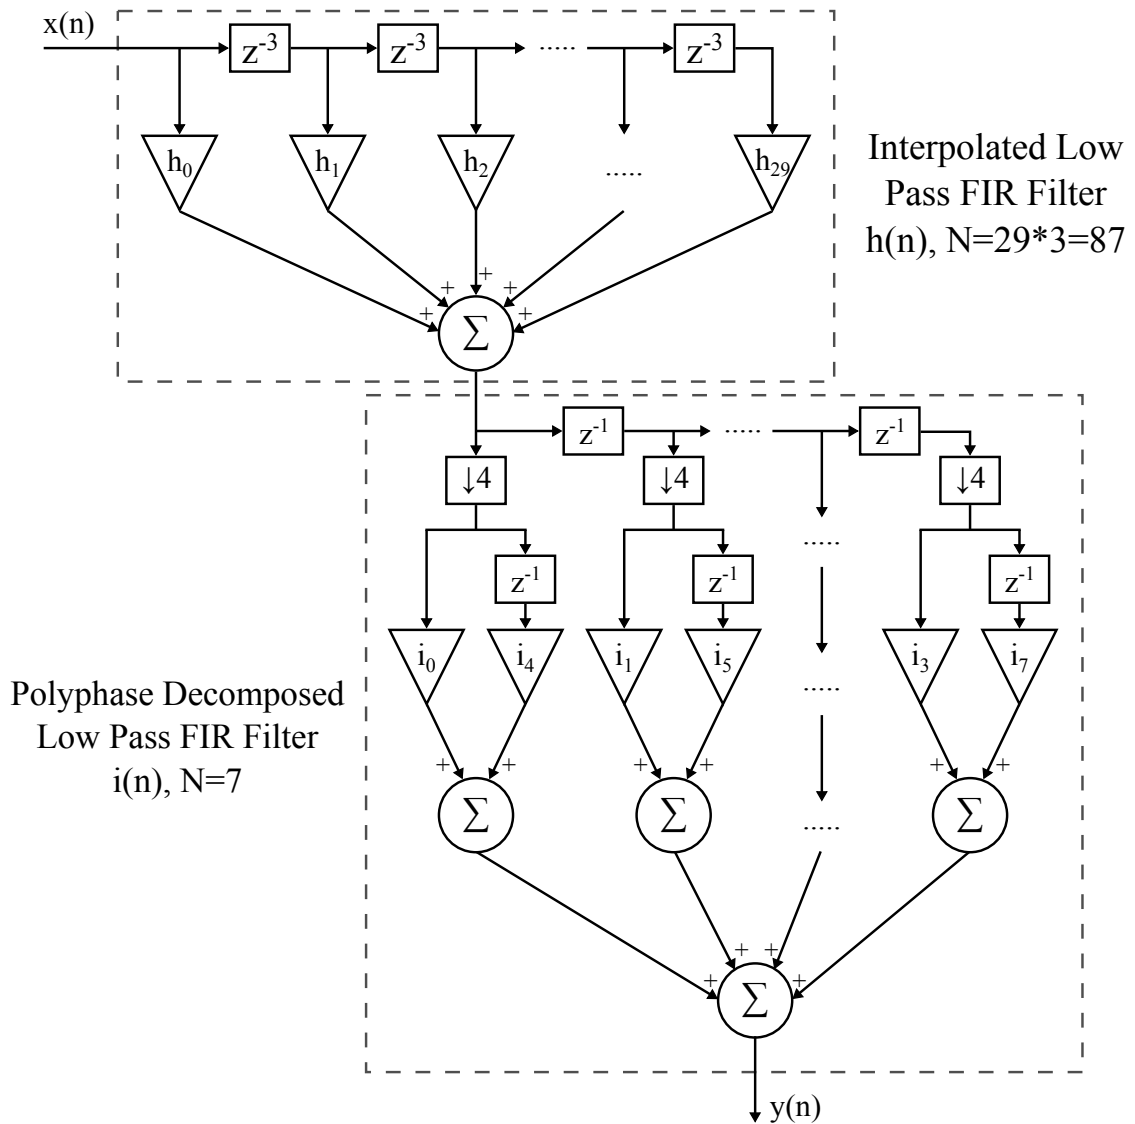 x(n)
z⁻³ z⁻³ ..... z⁻³
h₀ h₁ h₂ ..... h₂₉
Interpolated Low
Pass FIR Filter
h(n), N=29*3=87
+ + + + +
Σ
z⁻¹ ..... z⁻¹
↓4 ↓4 ↓4
.....
z⁻¹ z⁻¹ z⁻¹
i₀ i₄ i₁ i₅ ..... i₃ i₇
Polyphase Decomposed
Low Pass FIR Filter
i(n), N=7
+ + + + + +
Σ Σ ..... Σ
+ + + +
Σ
y(n)